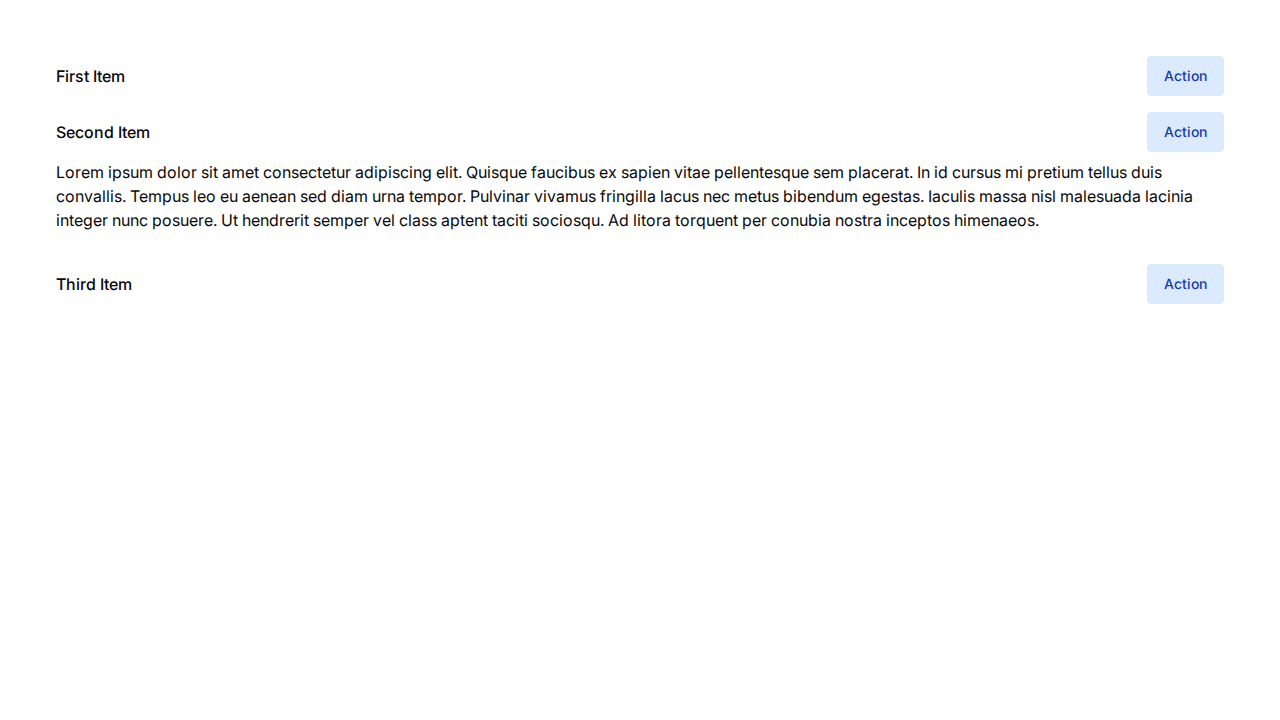 First Item
Action
Second Item
Action
Lorem ipsum dolor sit amet consectetur adipiscing elit. Quisque faucibus ex sapien vitae pellentesque sem placerat. In id cursus mi pretium tellus duis
convallis. Tempus leo eu aenean sed diam urna tempor. Pulvinar vivamus fringilla lacus nec metus bibendum egestas. Iaculis massa nisl malesuada lacinia
integer nunc posuere. Ut hendrerit semper vel class aptent taciti sociosqu. Ad litora torquent per conubia nostra inceptos himenaeos.
Third Item
Action